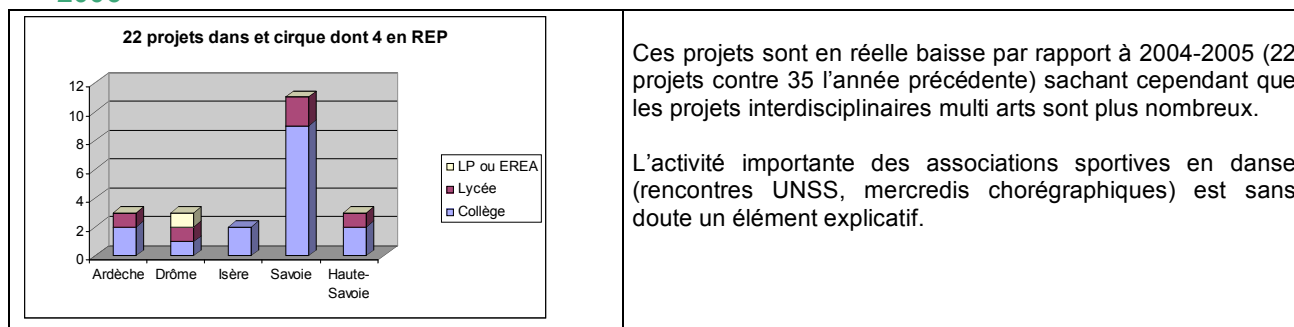 22 projets dans et cirque dont 4 en REP
12
10
8
6
4
2
0
Ardèche Drôme Isère Savoie Haute-
Savoie
LP ou EREA
Lycée
Collège
Ces projets sont en réelle baisse par rapport à 2004-2005 (22
projets contre 35 l’année précédente) sachant cependant que
les projets interdisciplinaires multi arts sont plus nombreux.
L’activité importante des associations sportives en danse
(rencontres UNSS, mercredis chorégraphiques) est sans
doute un élément explicatif.